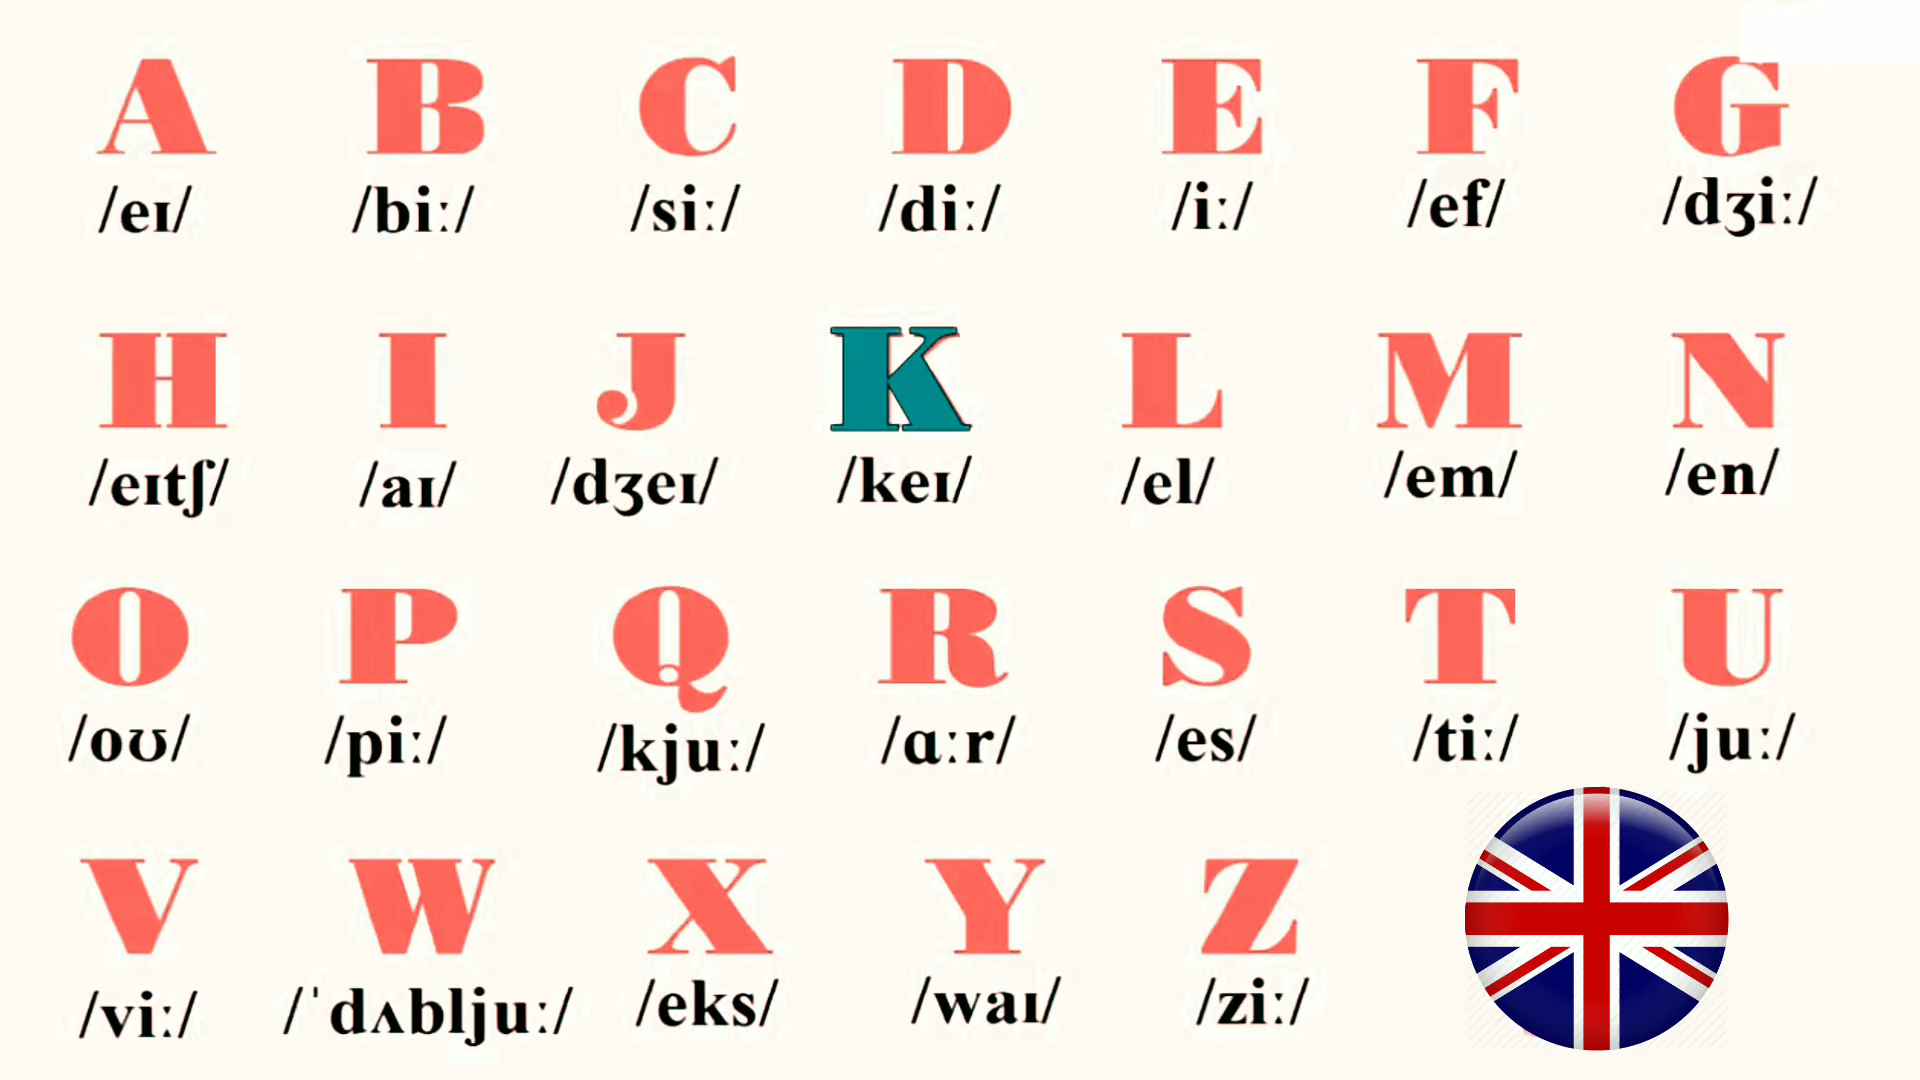 A B C D E F G
/eɪ/ /biː/ /siː/ /diː/ /iː/ /ef/ /dʒiː/
H I J K L M N
/eɪtʃ/ /aɪ/ /dʒeɪ/ /keɪ/ /el/ /em/ /en/
O P Q R S T U
/oʊ/ /piː/ /kjuː/ /ɑːr/ /es/ /tiː/ /juː/
V W X Y Z
/viː/ /ˈdʌbljuː/ /eks/ /waɪ/ /ziː/